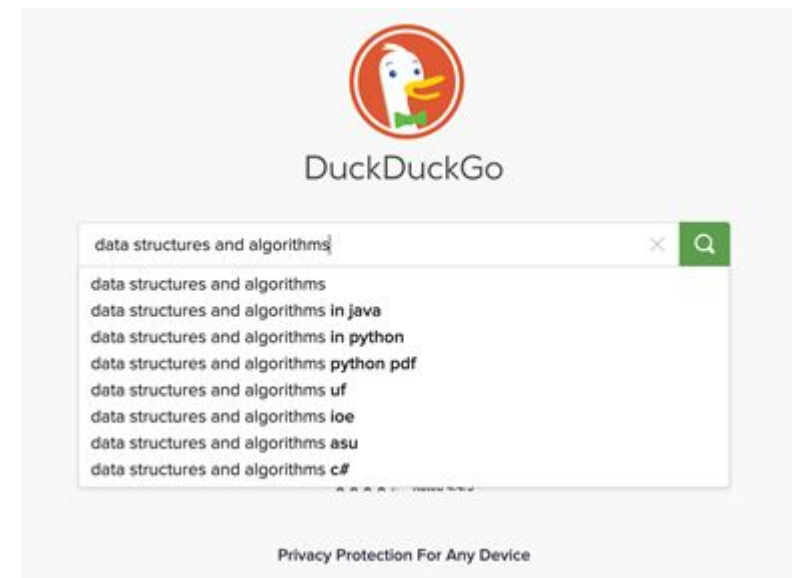 DuckDuckGo
data structures and algorithms
data structures and algorithms
data structures and algorithms in java
data structures and algorithms in python
data structures and algorithms python pdf
data structures and algorithms uf
data structures and algorithms ioe
data structures and algorithms asu
data structures and algorithms c#
Privacy Protection For Any Device